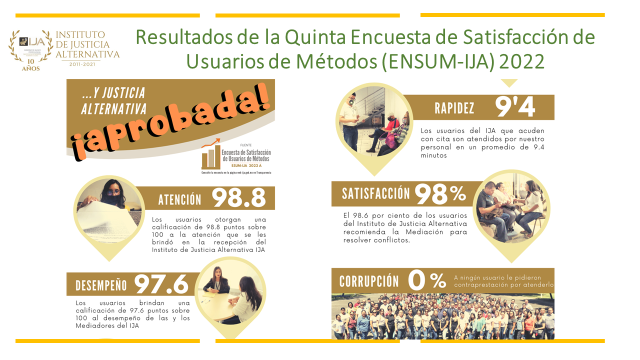 IJA
10
AÑOS
INSTITUTO
DE JUSTICIA
ALTERNATIVA
2011-2021
Resultados de la Quinta Encuesta de Satisfacción de
Usuarios de Métodos (ENSUM-IJA) 2022
...Y JUSTICIA
ALTERNATIVA
¡aprobada!
Encuesta de Satisfacción
de Usuarios de Métodos
ATENCIÓN 98.8
Los usuarios otorgan una
calificación de 98.8 puntos sobre
100 a la atención que se les
brindó en la recepción del
Instituto de Justicia Alternativa IJA
DESEMPEÑO 97.6
Los usuarios brindan una
calificación de 97.6 puntos sobre
100 al desempeño de las y los
Mediadores del IJA
RAPIDEZ 9'4
Los usuarios del IJA que acuden
con cita son atendidos por nuestro
personal en un promedio de 9.4
minutos
SATISFACCIÓN 98%
El 98.6 por ciento de los usuarios
del Instituto de Justicia Alternativa
recomienda la Mediación para
resolver conflictos.
CORRUPCIÓN 0 %
A ningún usuario le pidieron
contraprestación por atenderlo